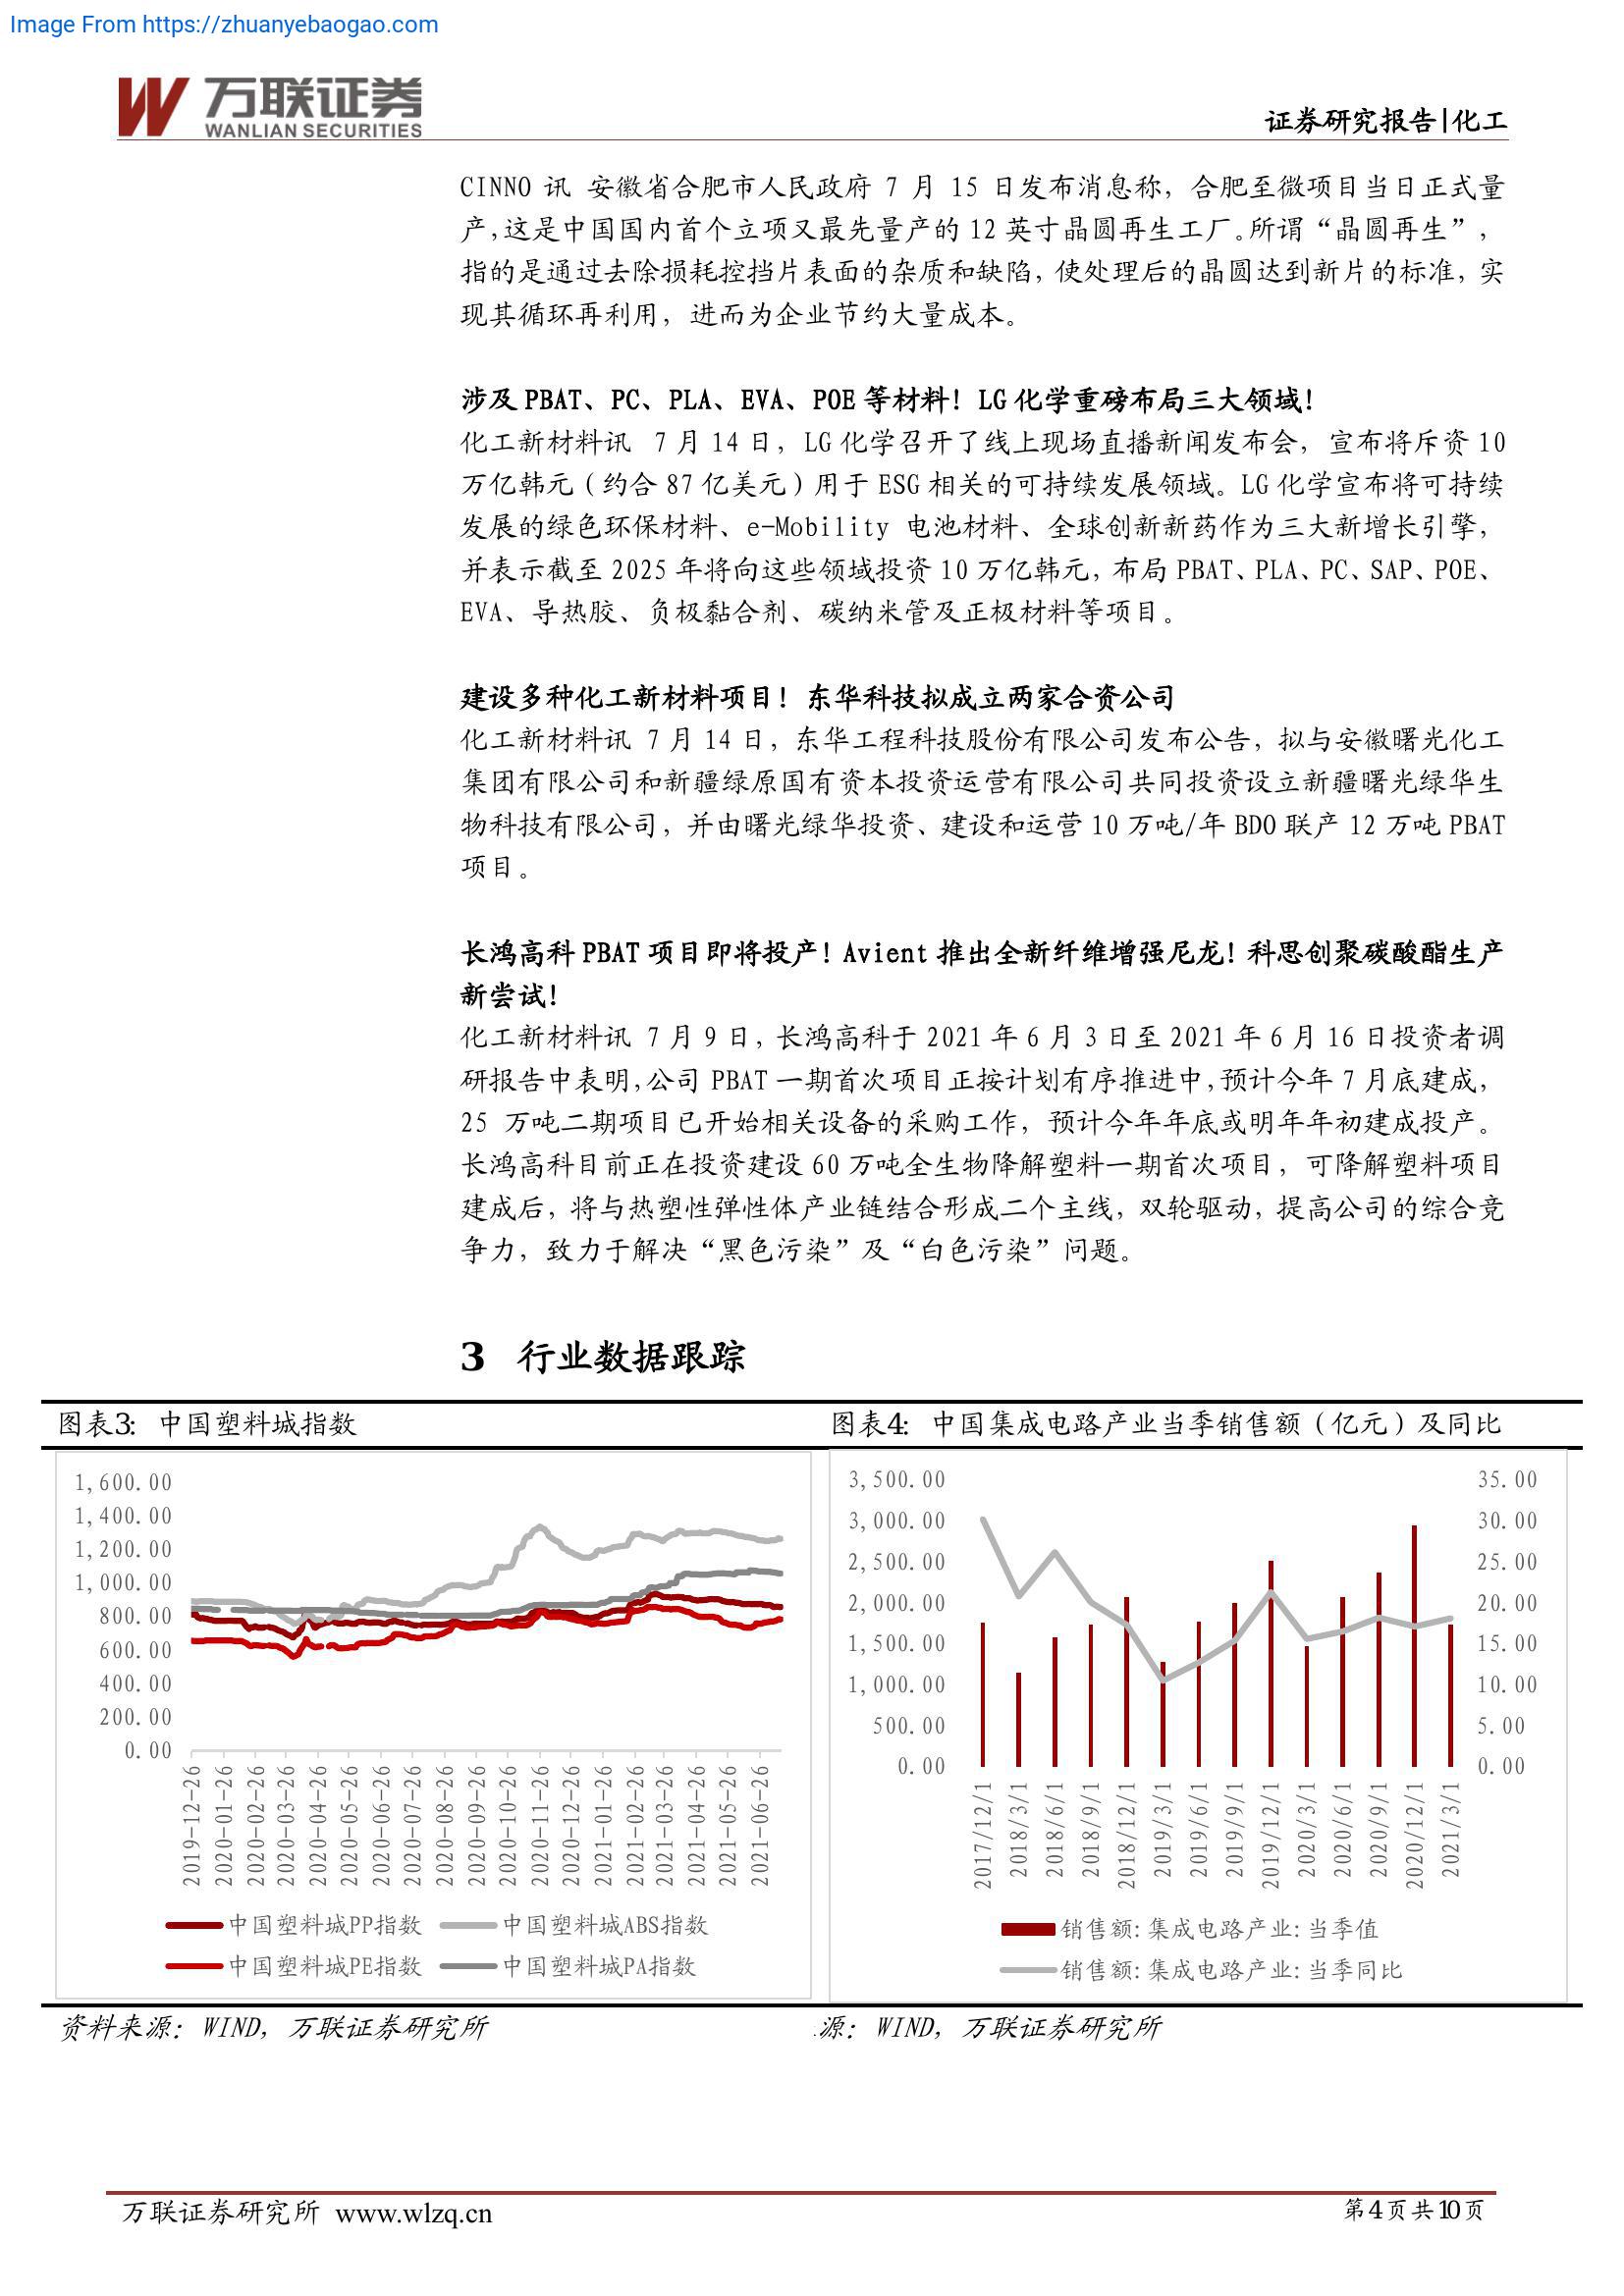 Image From https://zhuanyebaogao.com
万联证券
WANLIAN SECURITIES
证券研究报告|化工
CINNO 讯 安徽省合肥市人民政府 7 月 15 日发布消息称，合肥至微项目当日正式量
产，这是中国国内首个立项又最先量产的 12 英寸晶圆再生工厂。所谓“晶圆再生”，
指的是通过去除损耗控挡片表面的杂质和缺陷，使处理后的晶圆达到新片的标准，实
现其循环再利用，进而为企业节约大量成本。
涉及 PBAT、PC、PLA、EVA、POE 等材料！LG 化学重磅布局三大领域！
化工新材料讯 7 月 14 日，LG 化学召开了线上现场直播新闻发布会，宣布将斥资 10
万亿韩元（约合 87 亿美元）用于 ESG 相关的可持续发展领域。LG 化学宣布将可持续
发展的绿色环保材料、e-Mobility 电池材料、全球创新新药作为三大新增长引擎，
并表示截至 2025 年将向这些领域投资 10 万亿韩元，布局 PBAT、PLA、PC、SAP、POE、
EVA、导热胶、负极黏合剂、碳纳米管及正极材料等项目。
建设多种化工新材料项目！东华科技拟成立两家合资公司
化工新材料讯 7 月 14 日，东华工程科技股份有限公司发布公告，拟与安徽曙光化工
集团有限公司和新疆绿原国有资本投资运营有限公司共同投资设立新疆曙光绿华生
物科技有限公司，并由曙光绿华投资、建设和运营 10 万吨/年 BDO 联产 12 万吨 PBAT
项目。
长鸿高科 PBAT 项目即将投产！Avient 推出全新纤维增强尼龙！科思创聚碳酸酯生产
新尝试！
化工新材料讯 7 月 9 日，长鸿高科于 2021 年 6 月 3 日至 2021 年 6 月 16 日投资者调
研报告中表明，公司 PBAT 一期首次项目正按计划有序推进中，预计今年 7 月底建成，
25 万吨二期项目已开始相关设备的采购工作，预计今年年底或明年年初建成投产。
长鸿高科目前正在投资建设 60 万吨全生物降解塑料一期首次项目，可降解塑料项目
建成后，将与热塑性弹性体产业链结合形成二个主线，双轮驱动，提高公司的综合竞
争力，致力于解决“黑色污染”及“白色污染”问题。
3 行业数据跟踪
图表3: 中国塑料城指数
1,600.00
1,400.00
1,200.00
1,000.00
800.00
600.00
400.00
200.00
0.00
2019-12-26
2020-01-26
2020-02-26
2020-03-26
2020-04-26
2020-05-26
2020-06-26
2020-07-26
2020-08-26
2020-09-26
2020-10-26
2020-11-26
2020-12-26
2021-01-26
2021-02-26
2021-03-26
2021-04-26
2021-05-26
2021-06-26
中国塑料城PP指数
中国塑料城ABS指数
中国塑料城PE指数
中国塑料城PA指数
资料来源：WIND，万联证券研究所
图表4: 中国集成电路产业当季销售额（亿元）及同比
3,500.00
3,000.00
2,500.00
2,000.00
1,500.00
1,000.00
500.00
0.00
35.00
30.00
25.00
20.00
15.00
10.00
5.00
0.00
2017/12/1
2018/3/1
2018/6/1
2018/9/1
2018/12/1
2019/3/1
2019/6/1
2019/9/1
2019/12/1
2020/3/1
2020/6/1
2020/9/1
2020/12/1
2021/3/1
销售额:集成电路产业:当季值
销售额:集成电路产业:当季同比
源：WIND，万联证券研究所
万联证券研究所 www.wlzq.cn
第4页共10页